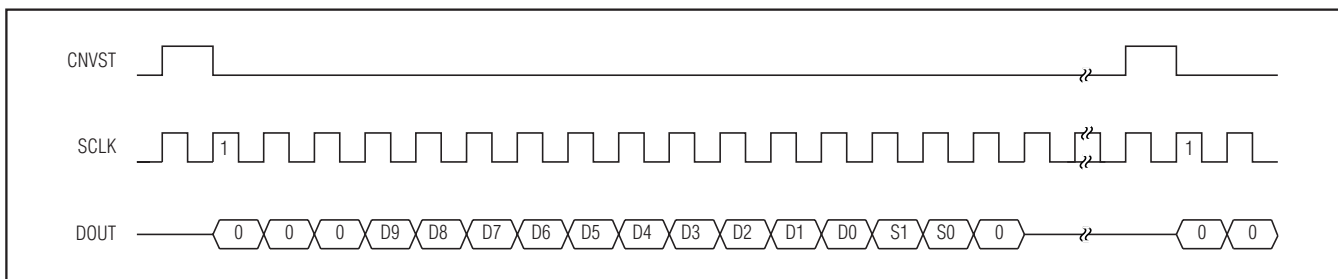 CNVST
SCLK 1 1
DOUT 0 0 0 D9 D8 D7 D6 D5 D4 D3 D2 D1 D0 S1 S0 0 0 0